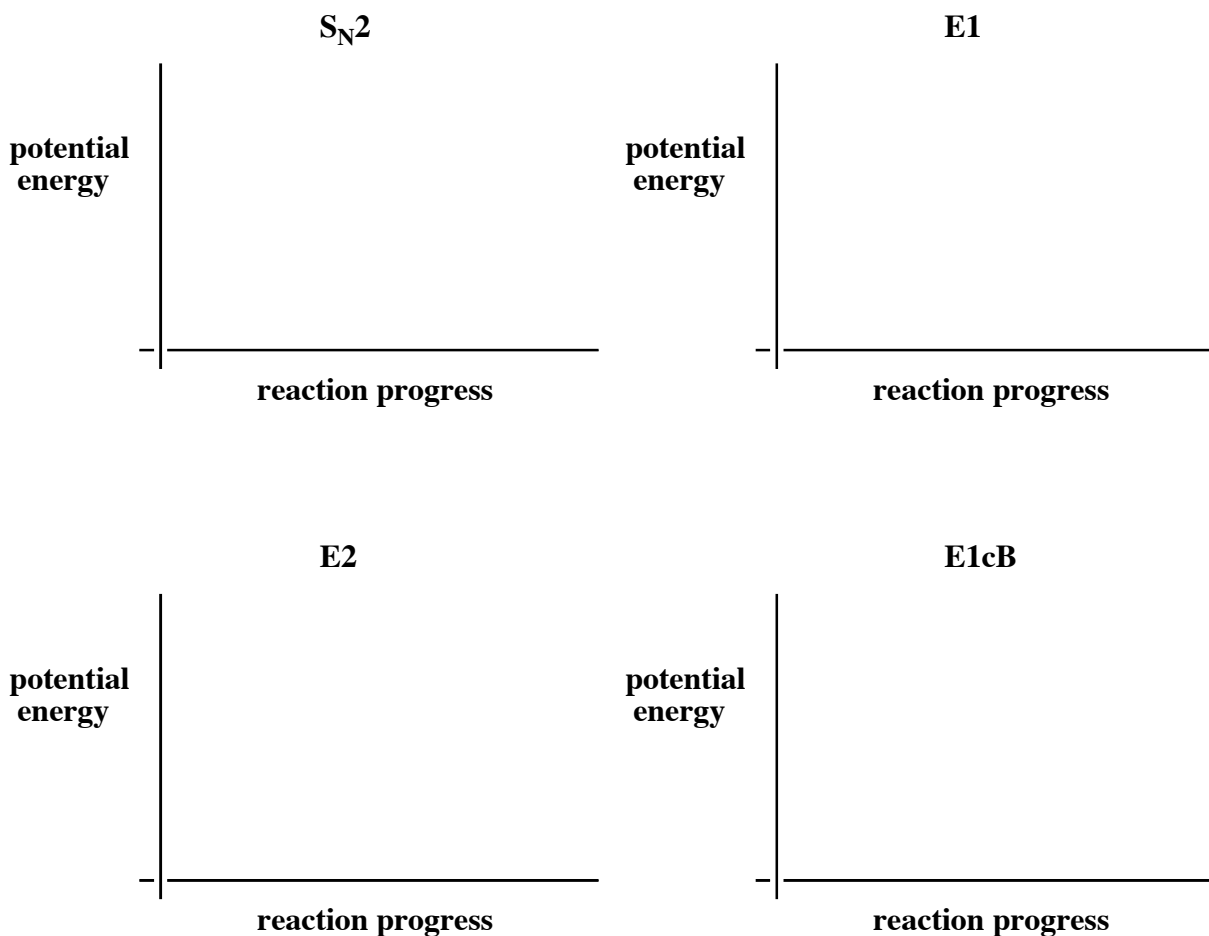 S_N2
E1
potential
energy
potential
energy
reaction progress
reaction progress
E2
E1cB
potential
energy
potential
energy
reaction progress
reaction progress